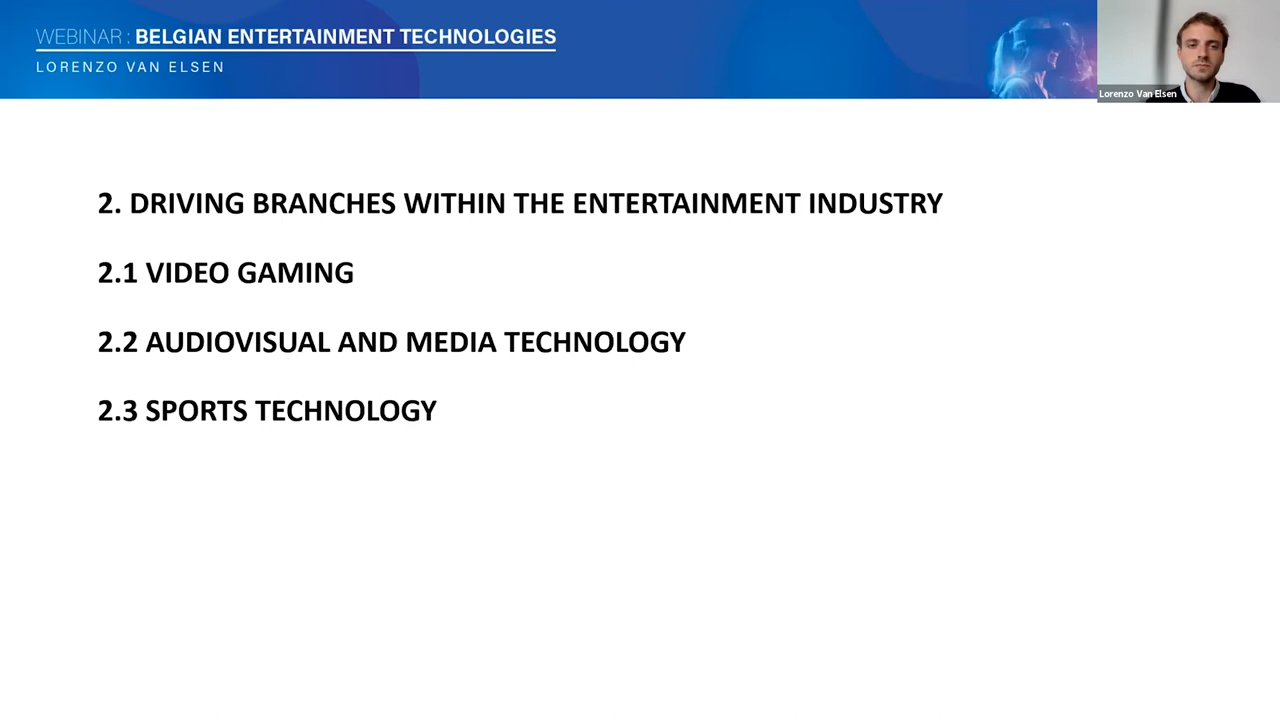 WEBINAR : BELGIAN ENTERTAINMENT TECHNOLOGIES
LORENZO VAN ELSEN
Lorenzo Van Elsen
2. DRIVING BRANCHES WITHIN THE ENTERTAINMENT INDUSTRY
2.1 VIDEO GAMING
2.2 AUDIOVISUAL AND MEDIA TECHNOLOGY
2.3 SPORTS TECHNOLOGY